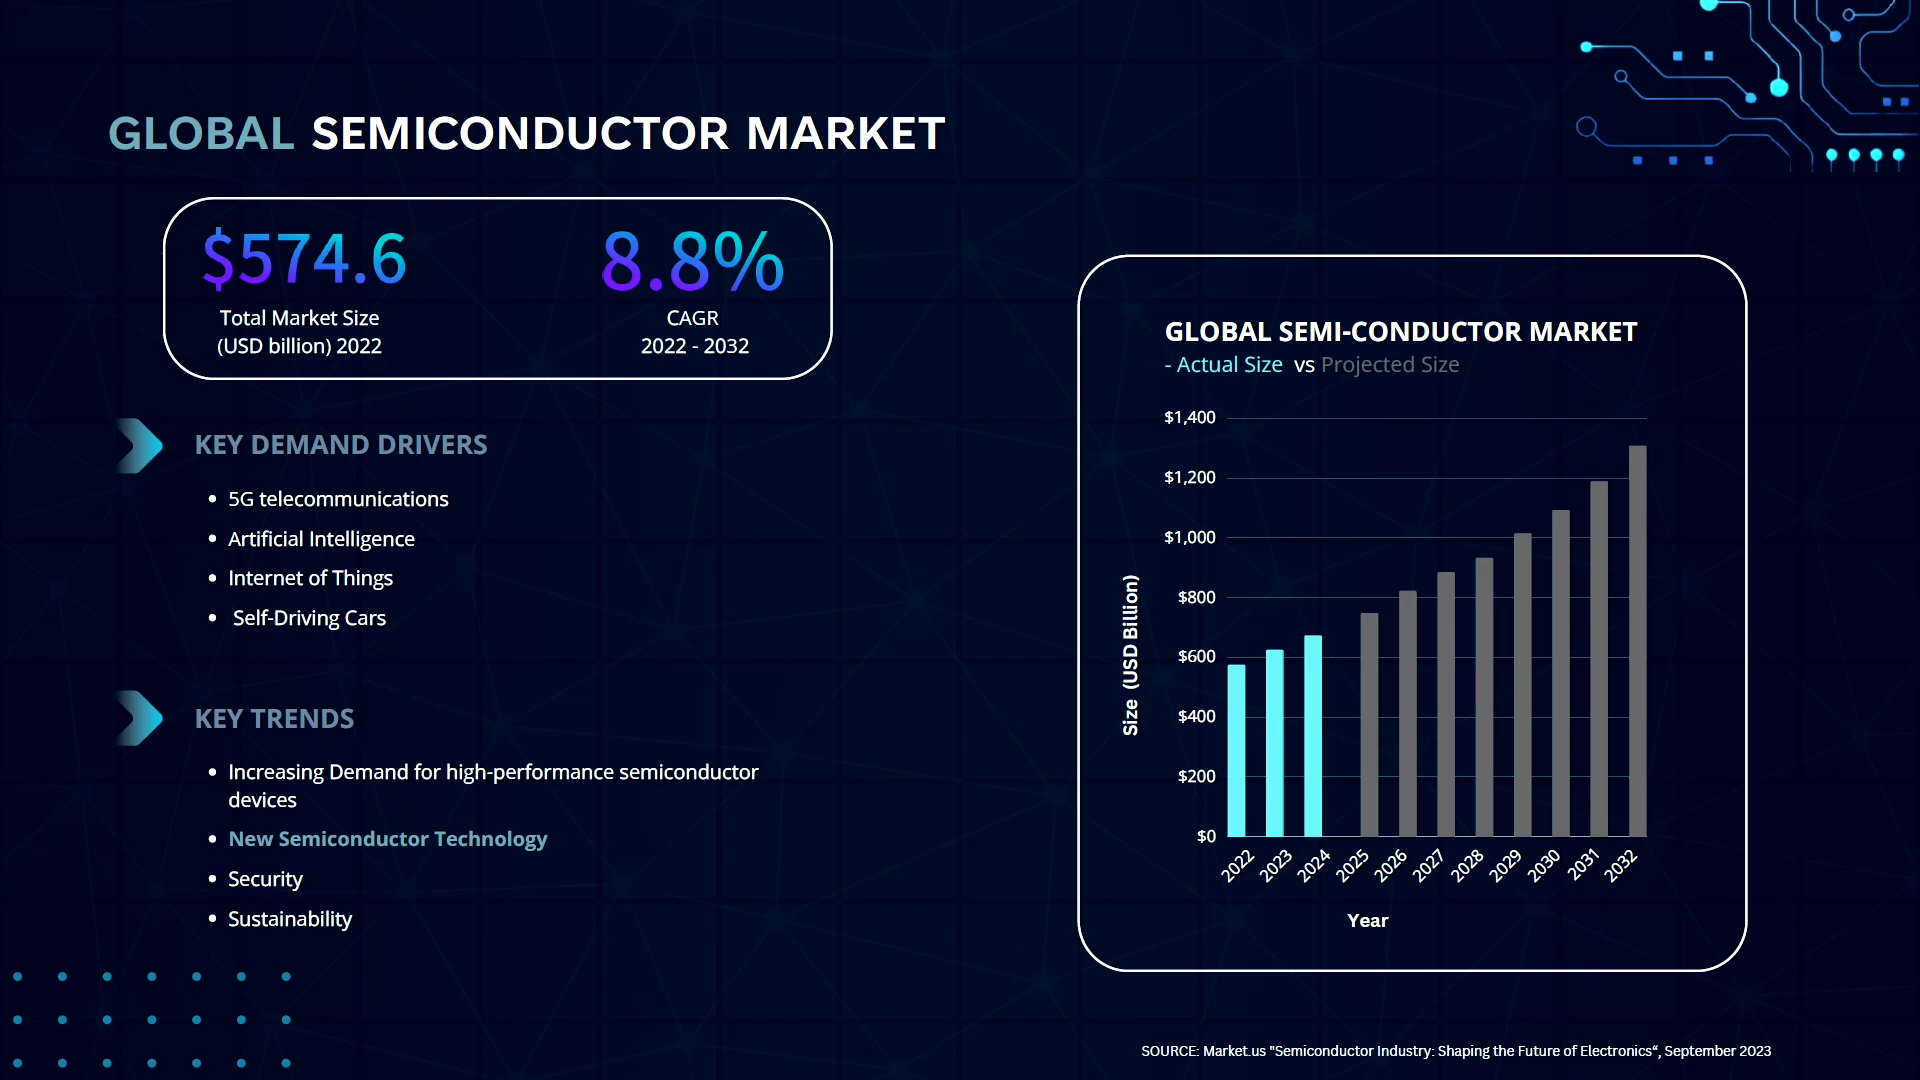 GLOBAL SEMICONDUCTOR MARKET
$574.6
Total Market Size
(USD billion) 2022
8.8%
CAGR
2022 - 2032
KEY DEMAND DRIVERS
• 5G telecommunications
• Artificial Intelligence
• Internet of Things
• Self-Driving Cars
KEY TRENDS
• Increasing Demand for high-performance semiconductor
devices
• New Semiconductor Technology
• Security
• Sustainability
GLOBAL SEMI-CONDUCTOR MARKET
- Actual Size vs Projected Size
Size (USD Billion)
$1,400
$1,200
$1,000
$800
$600
$400
$200
$0
2022 2023 2024 2025 2026 2027 2028 2029 2030 2031 2032
Year
SOURCE: Market.us "Semiconductor Industry: Shaping the Future of Electronics“, September 2023